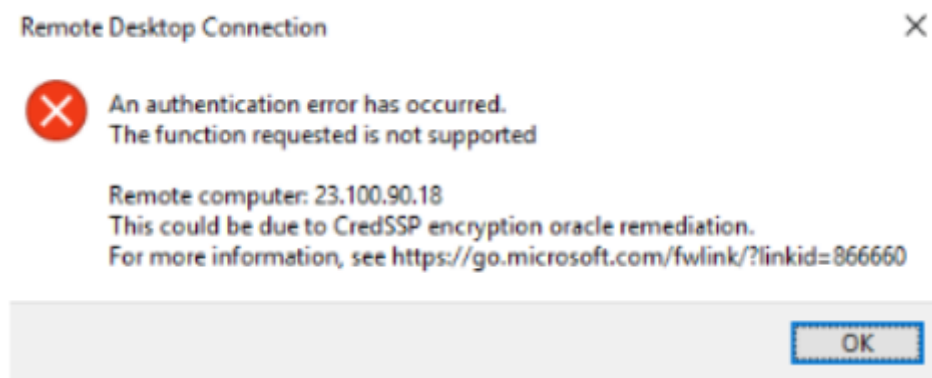 Remote Desktop Connection
An authentication error has occurred.
The function requested is not supported
Remote computer: 23.100.90.18
This could be due to CredSSP encryption oracle remediation.
For more information, see https://go.microsoft.com/fwlink/?linkid=866660
OK